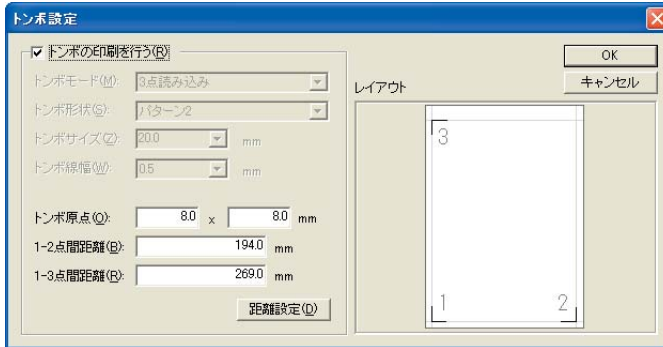 トンボ設定
トンボの印刷を行う(R)
トンボモード(M): 3点読み込み
トンボ形状(S): パターン2
トンボサイズ(Z): 20.0 mm
トンボ線幅(W): 0.5 mm
トンボ原点(O): 8.0 x 8.0 mm
1-2点間距離(B): 194.0 mm
1-3点間距離(R): 269.0 mm
距離設定(D)
OK
キャンセル
レイアウト
3
1 2